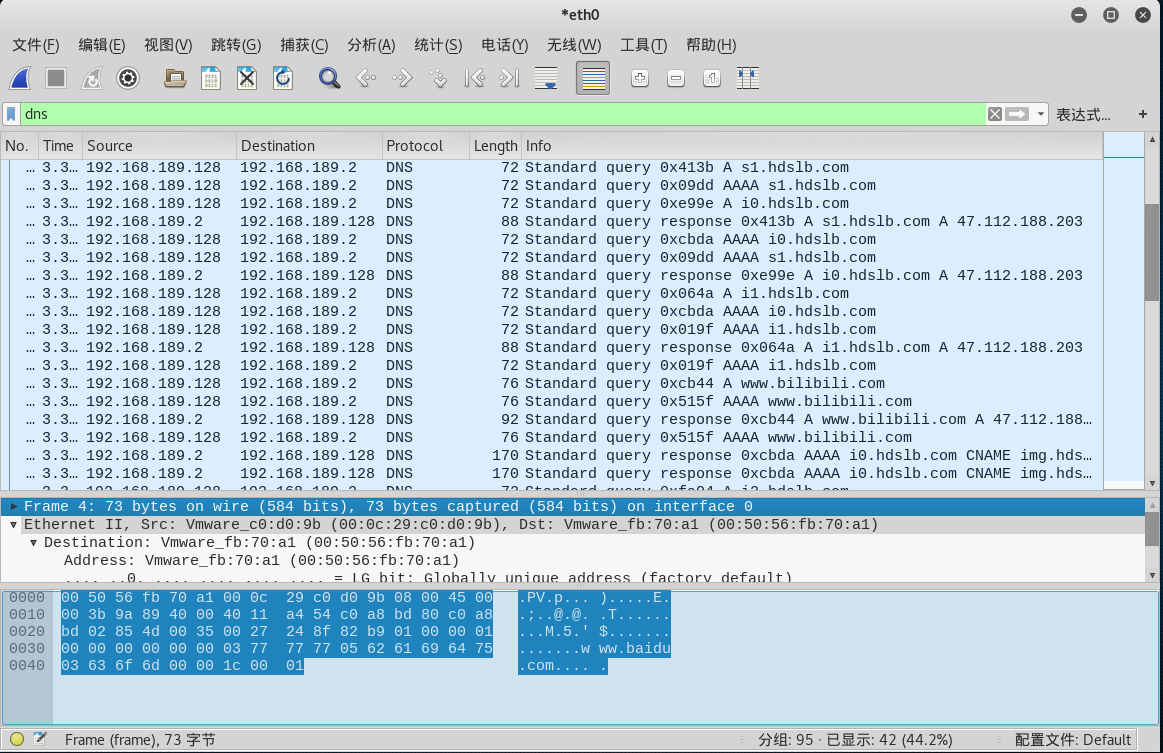 *eth0
文件(F) 编辑(E) 视图(V) 跳转(G) 捕获(C) 分析(A) 统计(S) 电话(Y) 无线(W) 工具(T) 帮助(H)
dns 表达式… +
No. Time Source Destination Protocol Length Info
… 3.3… 192.168.189.128 192.168.189.2 DNS 72 Standard query 0x413b A s1.hdslb.com
… 3.3… 192.168.189.128 192.168.189.2 DNS 72 Standard query 0x09dd AAAA s1.hdslb.com
… 3.3… 192.168.189.128 192.168.189.2 DNS 72 Standard query 0xe99e A i0.hdslb.com
… 3.3… 192.168.189.2 192.168.189.128 DNS 88 Standard query response 0x413b A s1.hdslb.com A 47.112.188.203
… 3.3… 192.168.189.128 192.168.189.2 DNS 72 Standard query 0xcbda AAAA i0.hdslb.com
… 3.3… 192.168.189.128 192.168.189.2 DNS 72 Standard query 0x09dd AAAA s1.hdslb.com
… 3.3… 192.168.189.2 192.168.189.128 DNS 88 Standard query response 0xe99e A i0.hdslb.com A 47.112.188.203
… 3.3… 192.168.189.128 192.168.189.2 DNS 72 Standard query 0x064a A i1.hdslb.com
… 3.3… 192.168.189.128 192.168.189.2 DNS 72 Standard query 0xcbda AAAA i0.hdslb.com
… 3.3… 192.168.189.128 192.168.189.2 DNS 72 Standard query 0x019f AAAA i1.hdslb.com
… 3.3… 192.168.189.2 192.168.189.128 DNS 88 Standard query response 0x064a A i1.hdslb.com A 47.112.188.203
… 3.3… 192.168.189.128 192.168.189.2 DNS 72 Standard query 0x019f AAAA i1.hdslb.com
… 3.3… 192.168.189.128 192.168.189.2 DNS 76 Standard query 0xcb44 A www.bilibili.com
… 3.3… 192.168.189.128 192.168.189.2 DNS 76 Standard query 0x515f AAAA www.bilibili.com
… 3.3… 192.168.189.2 192.168.189.128 DNS 92 Standard query response 0xcb44 A www.bilibili.com A 47.112.188…
… 3.3… 192.168.189.128 192.168.189.2 DNS 76 Standard query 0x515f AAAA www.bilibili.com
… 3.3… 192.168.189.2 192.168.189.128 DNS 170 Standard query response 0xcbda AAAA i0.hdslb.com CNAME img.hds…
… 3.3… 192.168.189.2 192.168.189.128 DNS 170 Standard query response 0xcbda AAAA i0.hdslb.com CNAME img.hds…
Frame 4: 73 bytes on wire (584 bits), 73 bytes captured (584 bits) on interface 0
Ethernet II, Src: Vmware_c0:d0:9b (00:0c:29:c0:d0:9b), Dst: Vmware_fb:70:a1 (00:50:56:fb:70:a1)
Destination: Vmware_fb:70:a1 (00:50:56:fb:70:a1)
Address: Vmware_fb:70:a1 (00:50:56:fb:70:a1)
.... ..0. .... .... .... .... = LG bit: Globally unique address (factory default)
0000 00 50 56 fb 70 a1 00 0c 29 c0 d0 9b 08 00 45 00 .PV.p... ).....E.
0010 00 3b 9a 89 40 00 40 11 a4 54 c0 a8 bd 80 c0 a8 .;..@.@. .T......
0020 bd 02 85 4d 00 35 00 27 24 8f 82 b9 01 00 00 01 ...M.5.' $.......
0030 00 00 00 00 00 00 03 77 77 77 05 62 61 69 64 75 .......w ww.baidu
0040 03 63 6f 6d 00 00 1c 00 01 .com.... .
Frame (frame), 73 字节 分组: 95 · 已显示: 42 (44.2%) 配置文件: Default